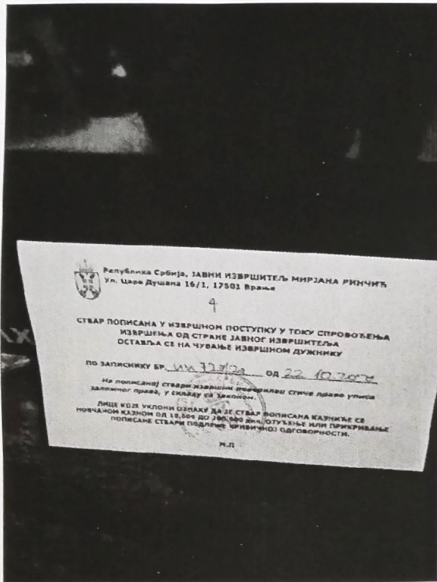 Република Србија, ЈАВНИ ИЗВРШИТЕЉ МИРЈАНА РИНЧИЋ
Ул. Цара Душана 16/1, 17501 Врање
4
СТВАР ПОПИСАНА У ИЗВРШНОМ ПОСТУПКУ У ТОКУ СПРОВОЂЕЊА
ИЗВРШЕЊА ОД СТРАНЕ ЈАВНОГ ИЗВРШИТЕЉА
ОСТАВЉА СЕ НА ЧУВАЊЕ ИЗВРШНОМ ДУЖНИКУ
ПО ЗАПИСНИКУ БР. ОД 22.10.
На пописаној ствари извршни поверилац стиче право уписа
заложног права, у складу са законом.
ЛИЦЕ КОЈЕ УКЛОНИ ОЗНАКУ ДА ЈЕ СТВАР ПОПИСАНА КАЗНИЋЕ СЕ
НОВЧАНОМ КАЗНОМ ОД 10.000 ДО 200.000 ДИН. ОТУЂЕЊЕ ИЛИ ПРИКРИВАЊЕ
ПОПИСАНЕ СТВАРИ ПОДЛЕЖЕ КРИВИЧНОЈ ОДГОВОРНОСТИ.
М.П